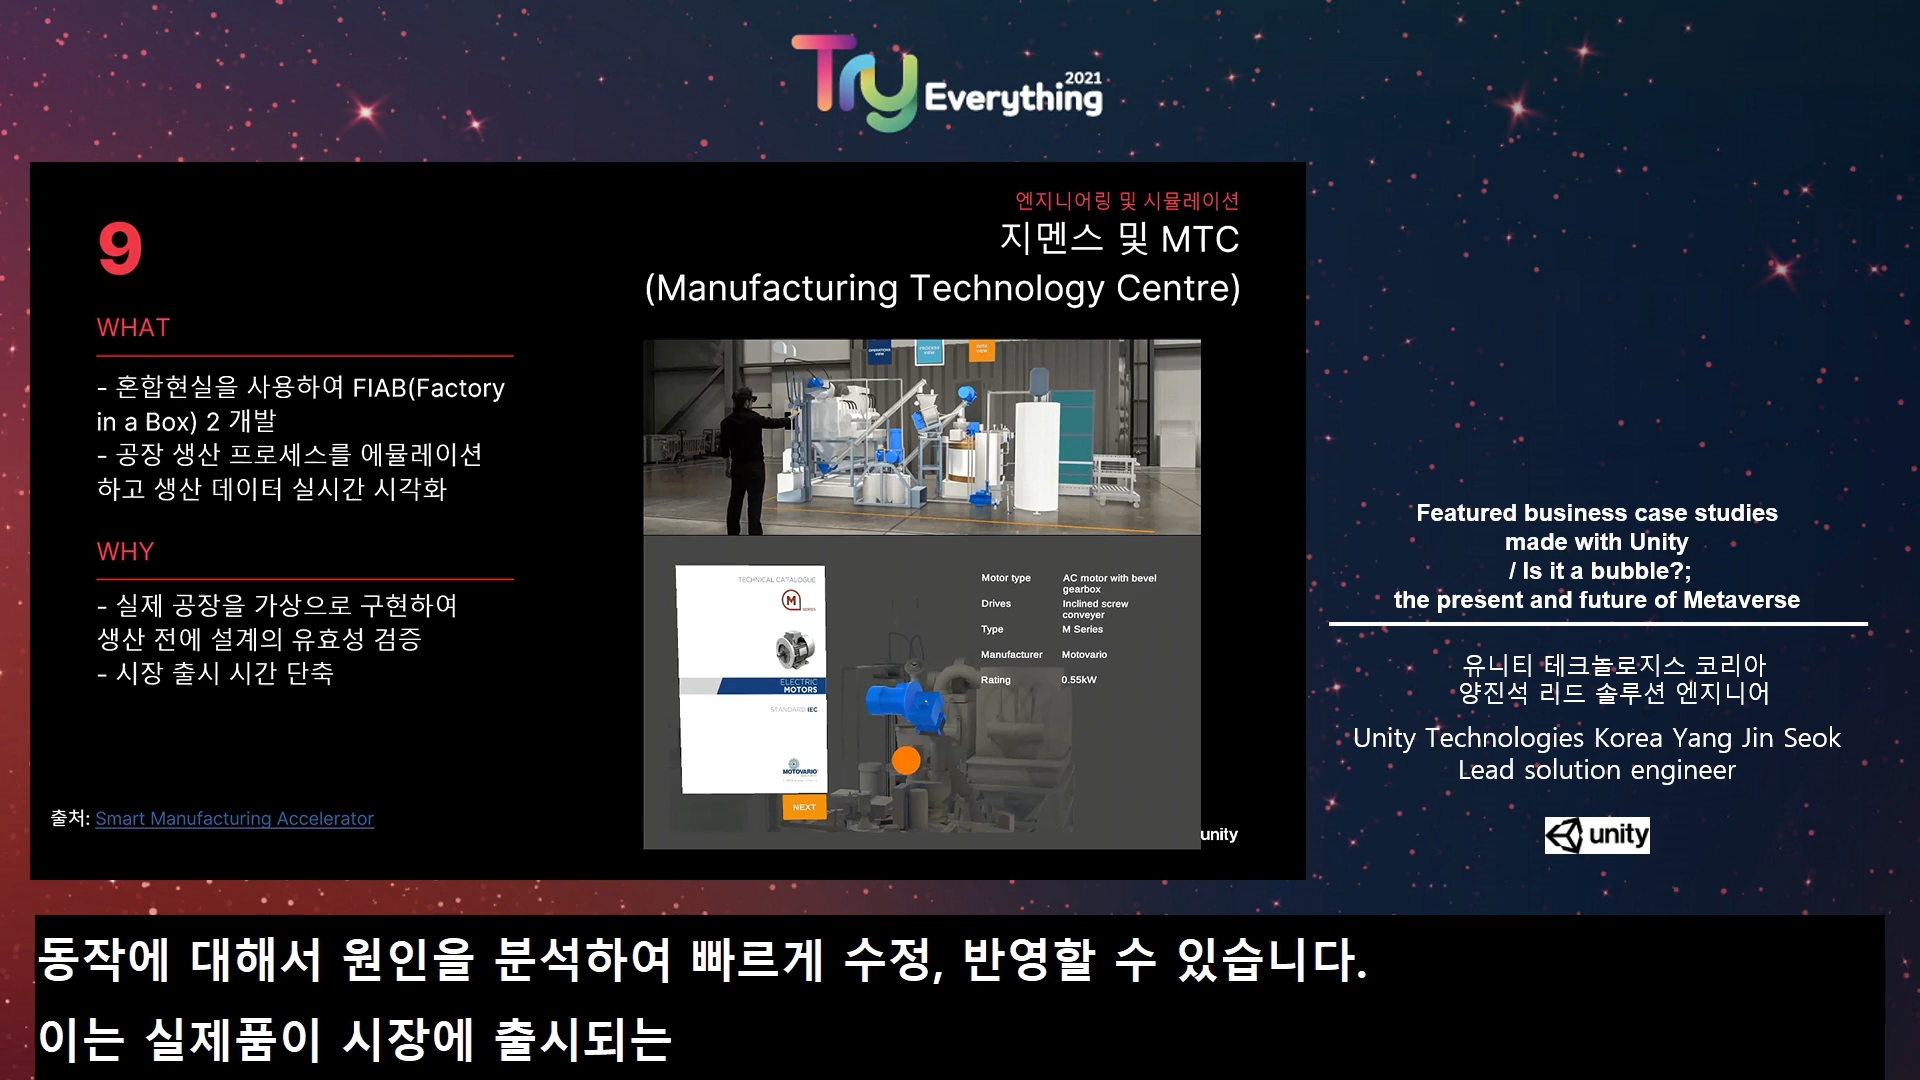 Try Everything 2021
9
WHAT
- 혼합현실을 사용하여 FIAB(Factory
in a Box) 2 개발
- 공장 생산 프로세스를 에뮬레이션
하고 생산 데이터 실시간 시각화
WHY
- 실제 공장을 가상으로 구현하여
생산 전에 설계의 유효성 검증
- 시장 출시 시간 단축
출처: Smart Manufacturing Accelerator
엔지니어링 및 시뮬레이션
지멘스 및 MTC
(Manufacturing Technology Centre)
OPERATIONS
VIEW
PROCESS
VIEW
DATA
VIEW
TECHNICAL CATALOGUE
M
SERIES
ELECTRIC
MOTORS
STANDARD IEC
MOTOVARIO
NEXT
Motor type AC motor with bevel
gearbox
Drives Inclined screw
conveyer
Type M Series
Manufacturer Motovario
Rating 0.55kW
unity
Featured business case studies
made with Unity
/ Is it a bubble?;
the present and future of Metaverse
유니티 테크놀로지스 코리아
양진석 리드 솔루션 엔지니어
Unity Technologies Korea Yang Jin Seok
Lead solution engineer
unity
동작에 대해서 원인을 분석하여 빠르게 수정, 반영할 수 있습니다.
이는 실제품이 시장에 출시되는